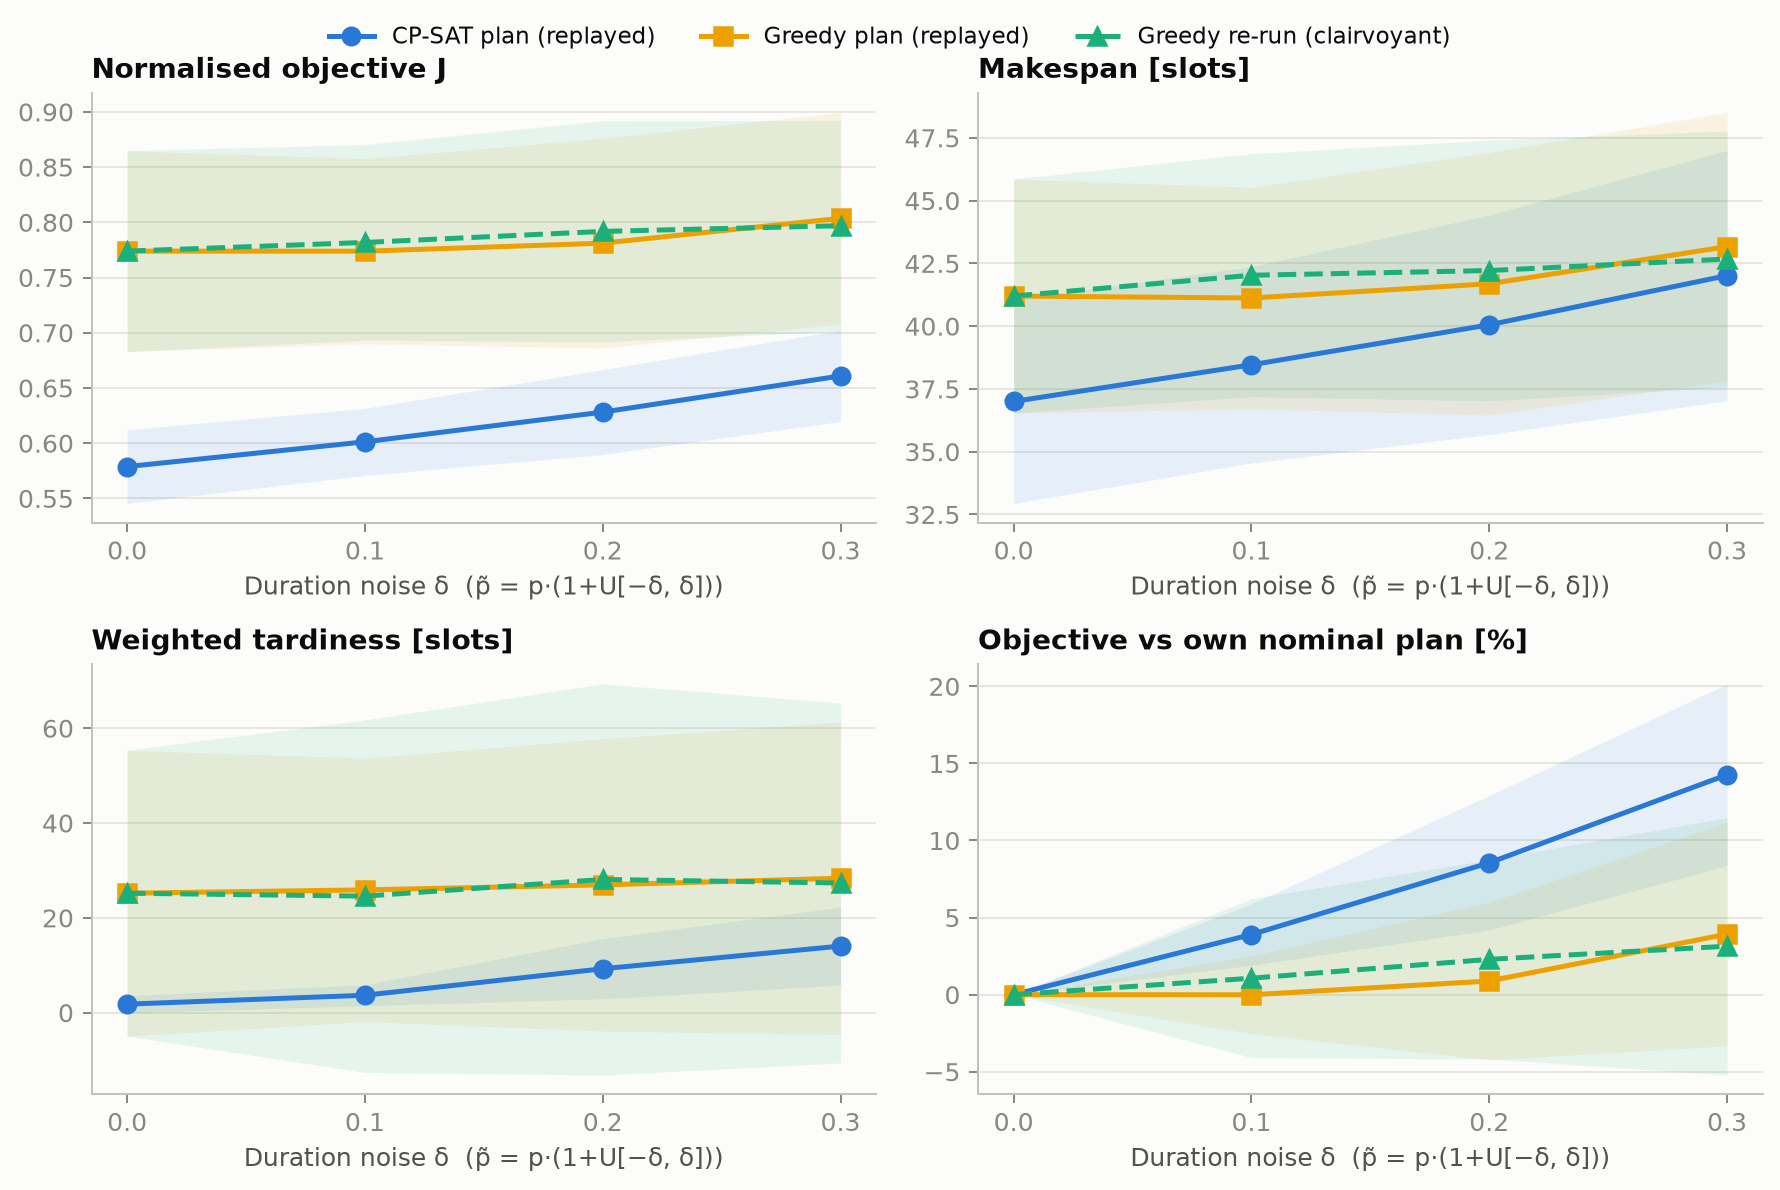 CP-SAT plan (replayed) Greedy plan (replayed) Greedy re-run (clairvoyant)
Normalised objective J
0.90
0.85
0.80
0.75
0.70
0.65
0.60
0.55
0.0 0.1 0.2 0.3
Duration noise δ (p̃ = p·(1+U[−δ, δ]))
Makespan [slots]
47.5
45.0
42.5
40.0
37.5
35.0
32.5
0.0 0.1 0.2 0.3
Duration noise δ (p̃ = p·(1+U[−δ, δ]))
Weighted tardiness [slots]
60
40
20
0
0.0 0.1 0.2 0.3
Duration noise δ (p̃ = p·(1+U[−δ, δ]))
Objective vs own nominal plan [%]
20
15
10
5
0
−5
0.0 0.1 0.2 0.3
Duration noise δ (p̃ = p·(1+U[−δ, δ]))